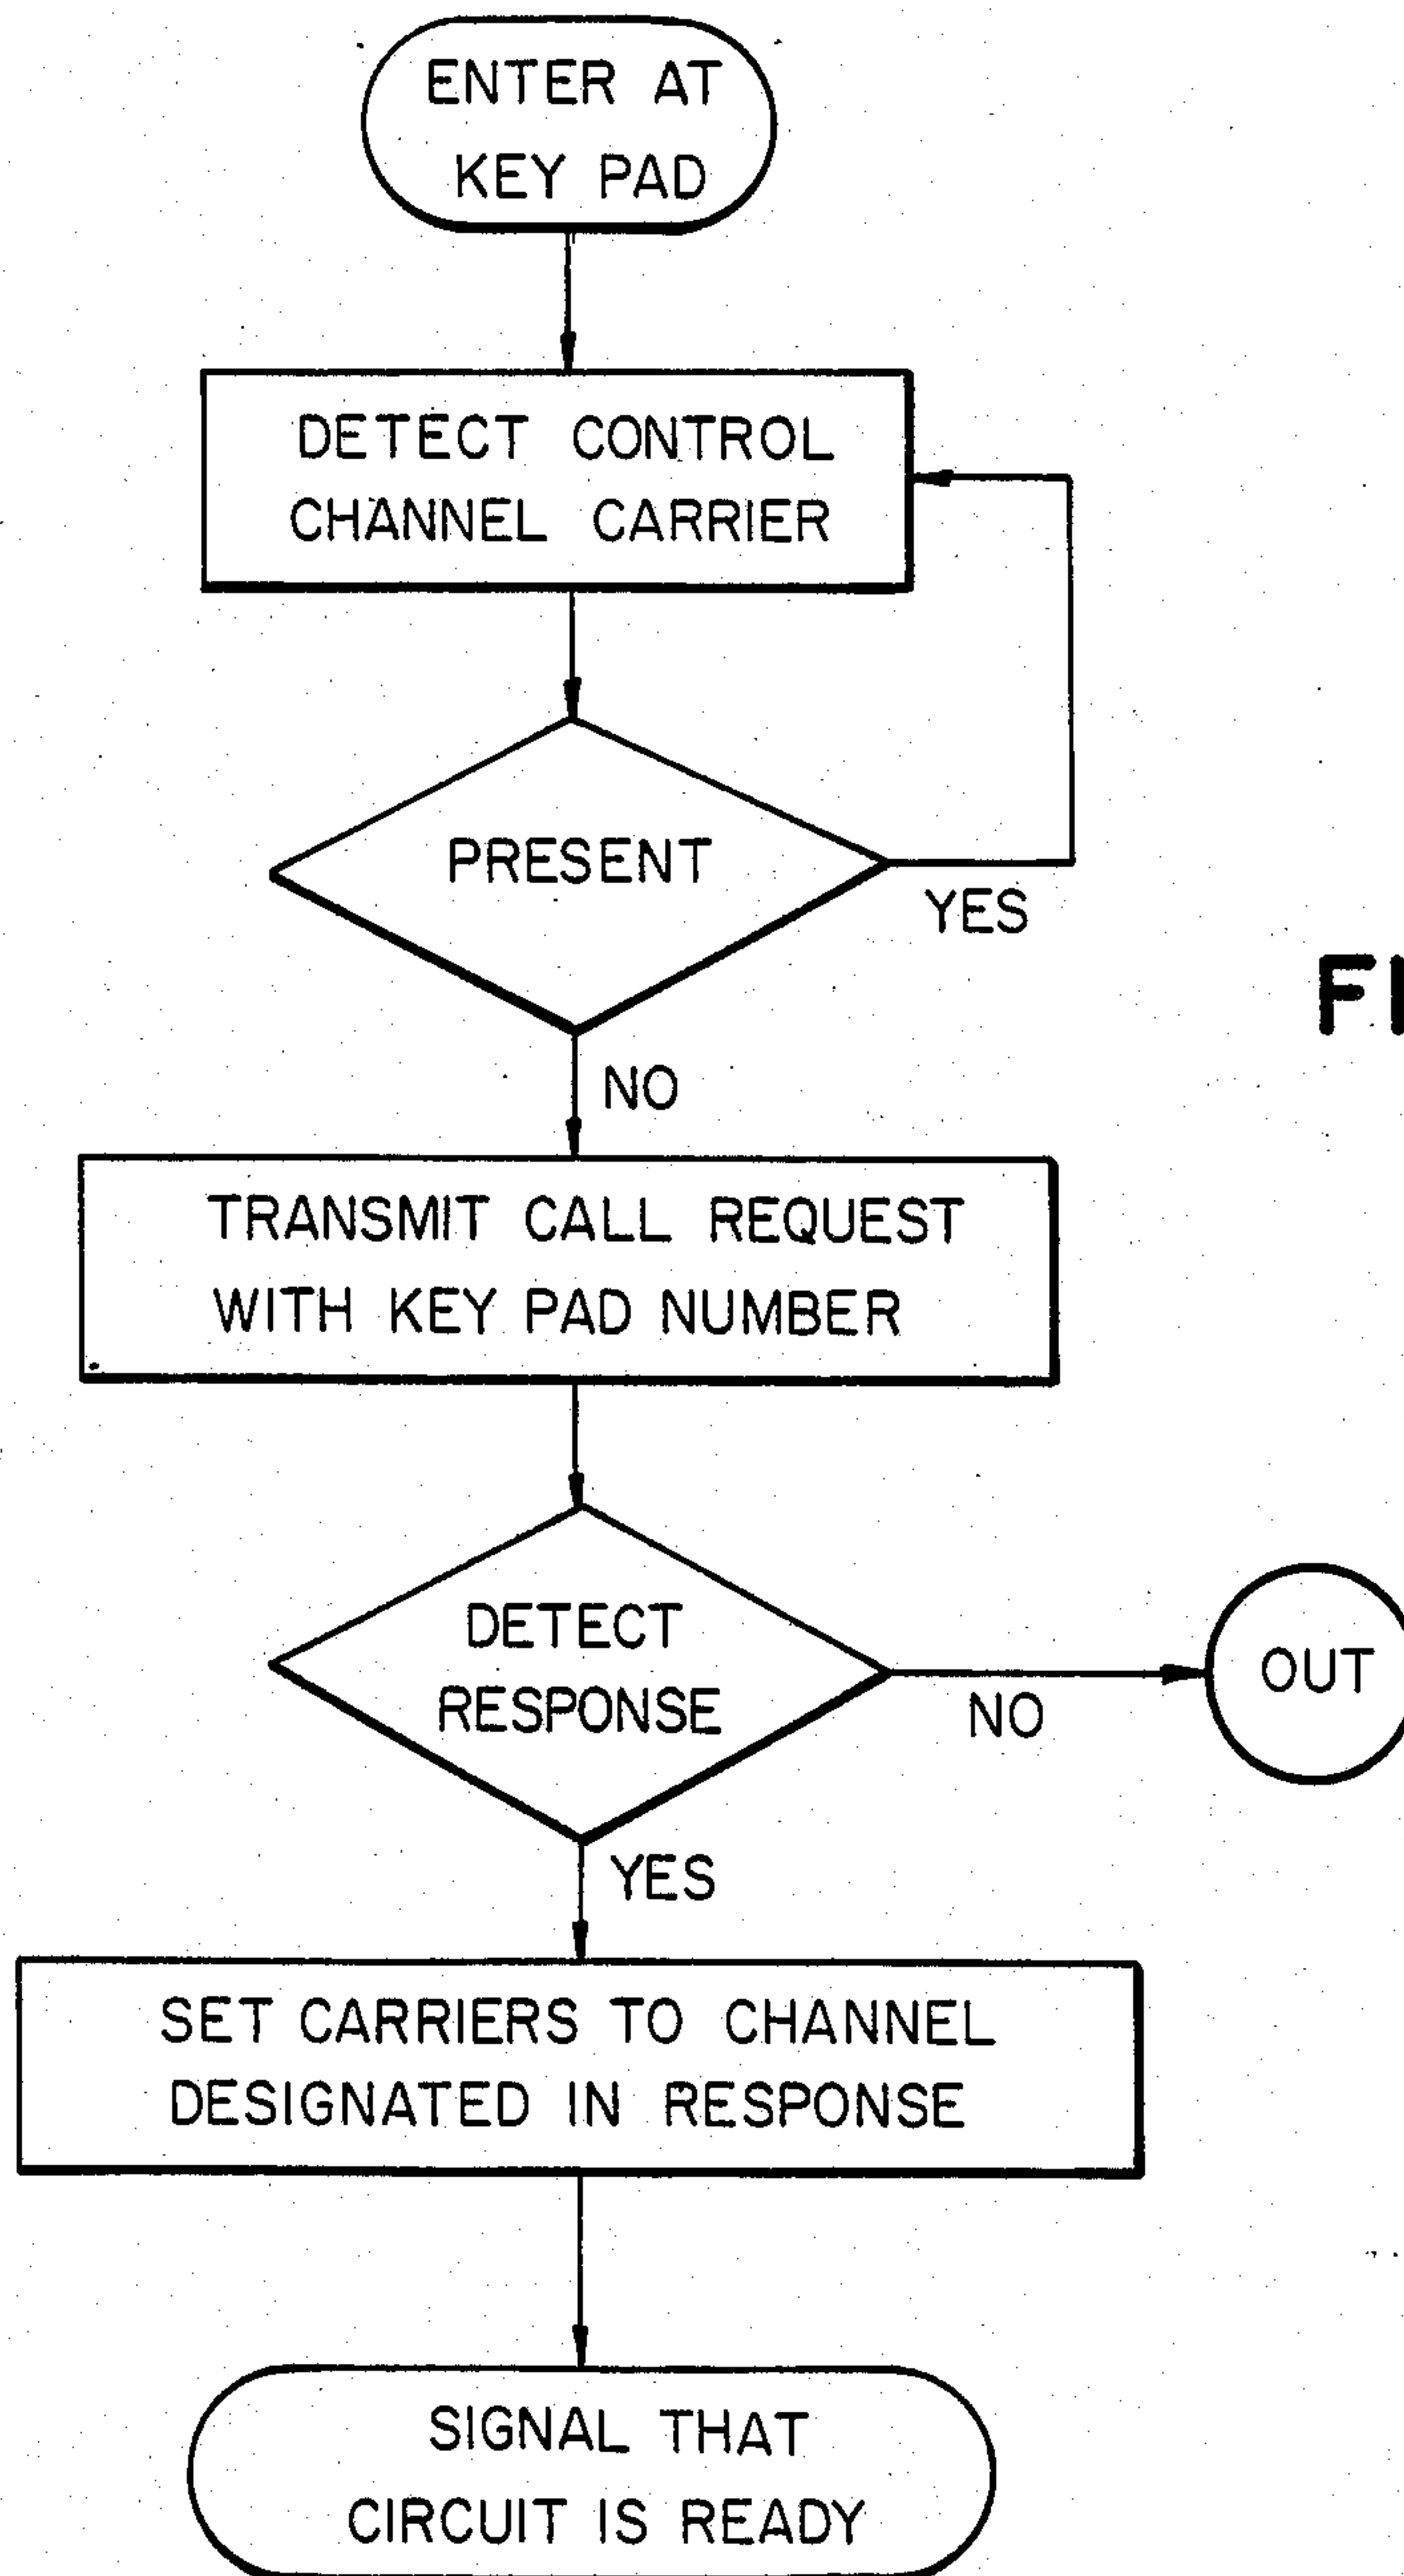 ENTER AT
KEY PAD
DETECT CONTROL
CHANNEL CARRIER
PRESENT
YES
NO
TRANSMIT CALL REQUEST
WITH KEY PAD NUMBER
DETECT
RESPONSE
NO
OUT
YES
SET CARRIERS TO CHANNEL
DESIGNATED IN RESPONSE
SIGNAL THAT
CIRCUIT IS READY